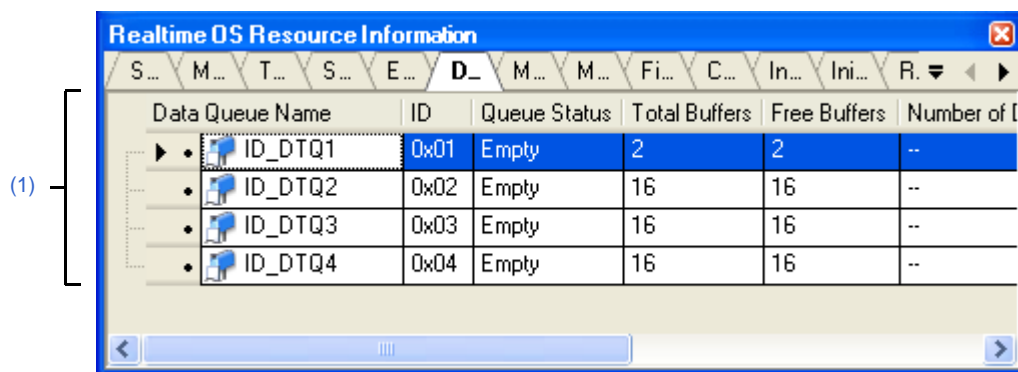 Realtime OS Resource Information
S... M... T... S... E... D... M... M... Fi... C... In... Ini... R.
Data Queue Name ID Queue Status Total Buffers Free Buffers Number of D
(1)
ID_DTQ1 0x01 Empty 2 2 --
ID_DTQ2 0x02 Empty 16 16 --
ID_DTQ3 0x03 Empty 16 16 --
ID_DTQ4 0x04 Empty 16 16 --